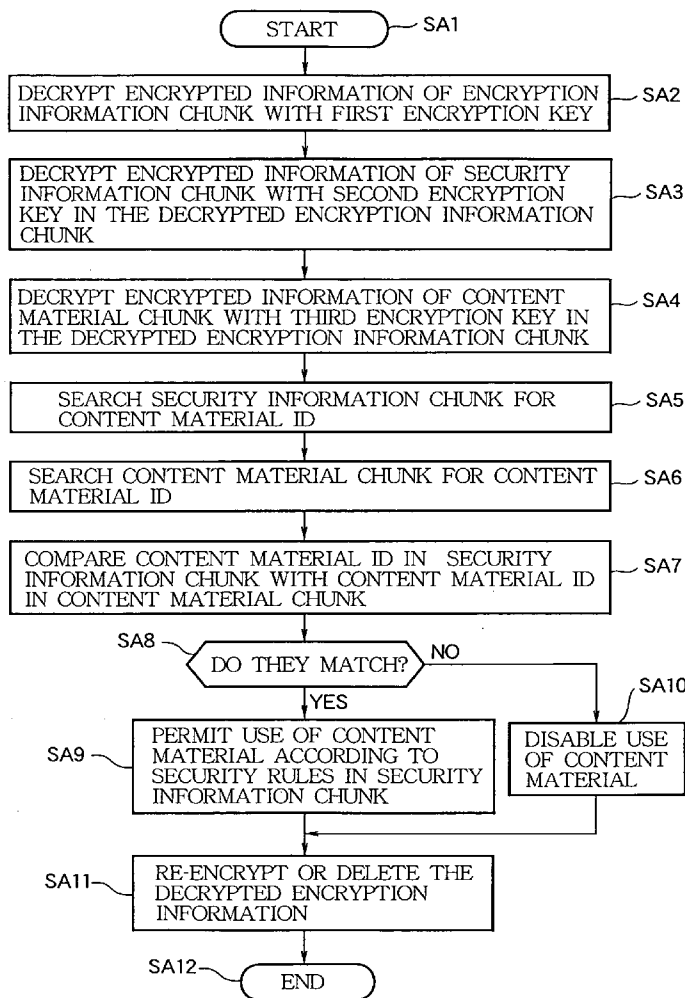 START
SA1
DECRYPT ENCRYPTED INFORMATION OF ENCRYPTION
INFORMATION CHUNK WITH FIRST ENCRYPTION KEY
SA2
DECRYPT ENCRYPTED INFORMATION OF SECURITY
INFORMATION CHUNK WITH SECOND ENCRYPTION
KEY IN THE DECRYPTED ENCRYPTION INFORMATION
CHUNK
SA3
DECRYPT ENCRYPTED INFORMATION OF CONTENT
MATERIAL CHUNK WITH THIRD ENCRYPTION KEY IN
THE DECRYPTED ENCRYPTION INFORMATION CHUNK
SA4
SEARCH SECURITY INFORMATION CHUNK FOR
CONTENT MATERIAL ID
SA5
SEARCH CONTENT MATERIAL CHUNK FOR CONTENT
MATERIAL ID
SA6
COMPARE CONTENT MATERIAL ID IN SECURITY
INFORMATION CHUNK WITH CONTENT MATERIAL ID
IN CONTENT MATERIAL CHUNK
SA7
SA8
DO THEY MATCH?
NO
YES
SA9
PERMIT USE OF CONTENT
MATERIAL ACCORDING TO
SECURITY RULES IN SECURITY
INFORMATION CHUNK
SA10
DISABLE USE
OF CONTENT
MATERIAL
SA11
RE-ENCRYPT OR DELETE THE
DECRYPTED ENCRYPTION
INFORMATION
SA12
END